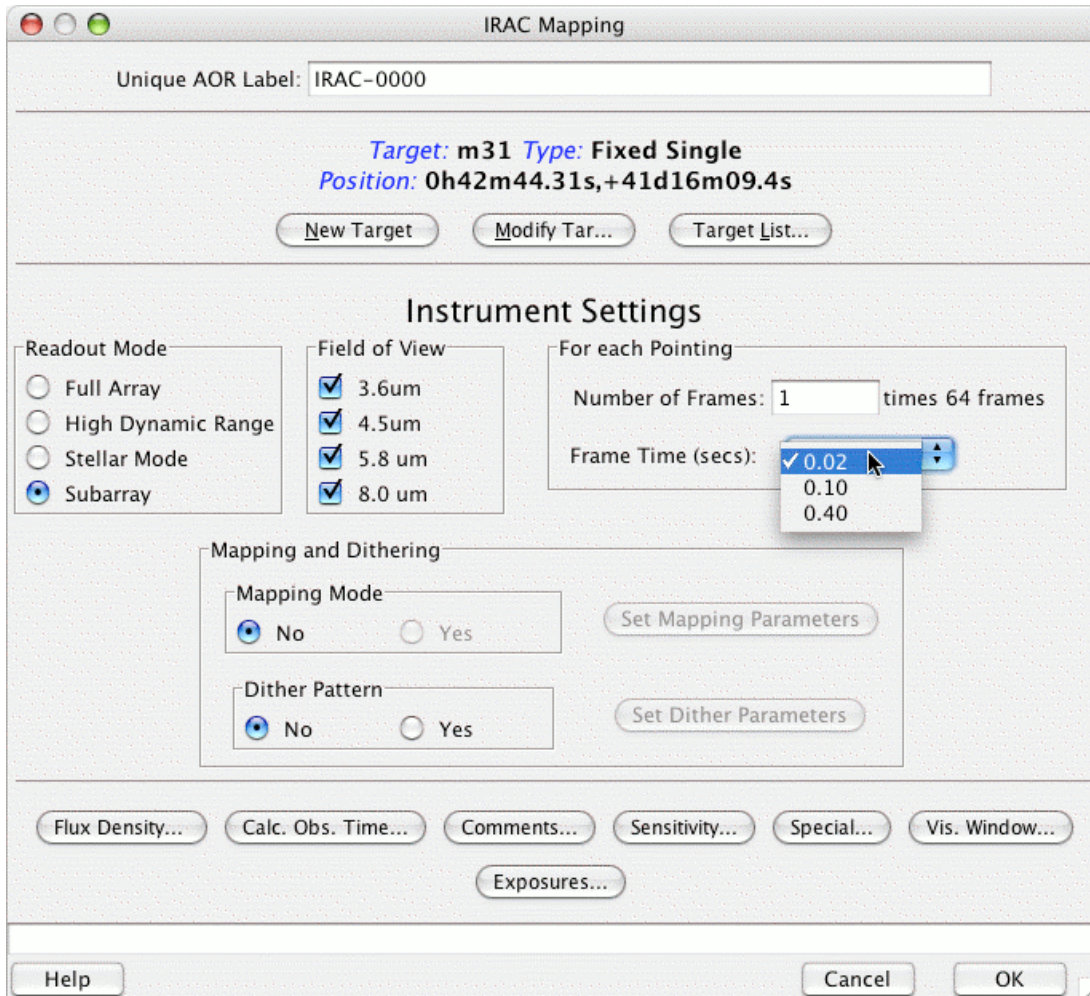 IRAC Mapping
Unique AOR Label: IRAC-0000
Target: m31 Type: Fixed Single
Position: 0h42m44.31s,+41d16m09.4s
New Target Modify Tar... Target List...
Instrument Settings
Readout Mode
Full Array
High Dynamic Range
Stellar Mode
Subarray
Field of View
3.6um
4.5um
5.8 um
8.0 um
For each Pointing
Number of Frames: 1 times 64 frames
Frame Time (secs):
0.02
0.10
0.40
Mapping and Dithering
Mapping Mode
No Yes
Set Mapping Parameters
Dither Pattern
No Yes
Set Dither Parameters
Flux Density... Calc. Obs. Time... Comments... Sensitivity... Special... Vis. Window...
Exposures...
Help Cancel OK